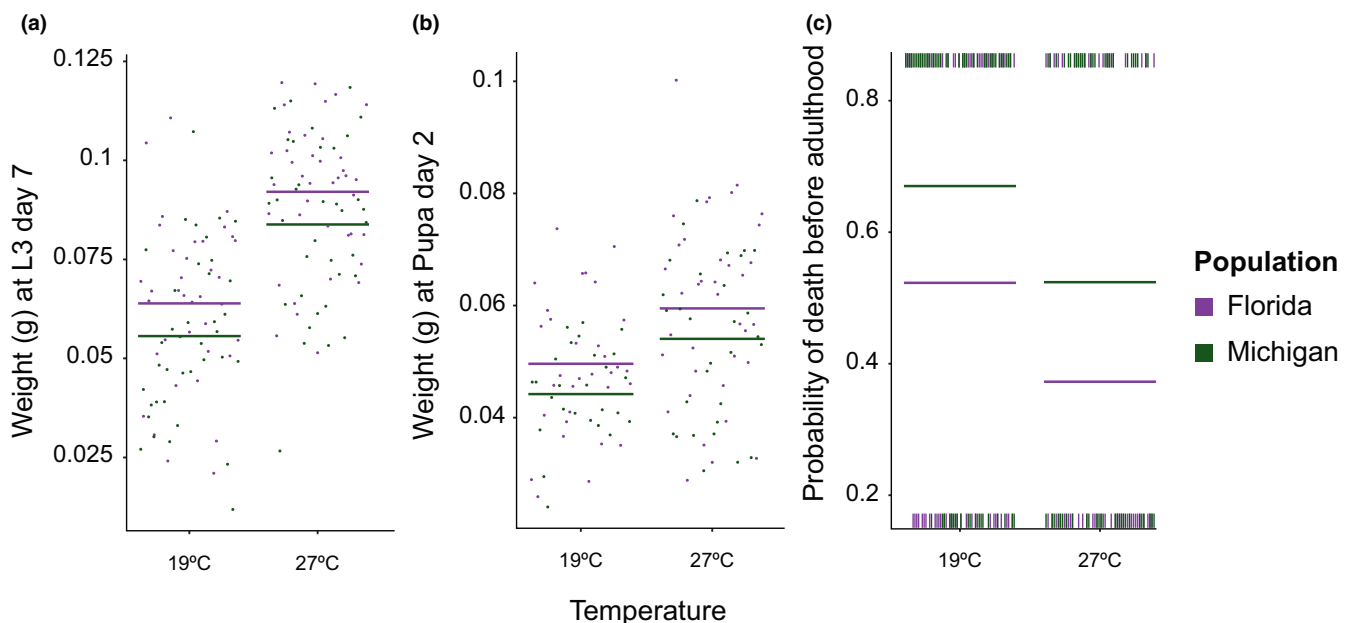 (a)
Weight (g) at L3 day 7
0.125
0.1
0.075
0.05
0.025
19ºC
27ºC
(b)
Weight (g) at Pupa day 2
0.1
0.08
0.06
0.04
19ºC
27ºC
Temperature
(c)
Probability of death before adulthood
0.8
0.6
0.4
0.2
19ºC
27ºC
Population
Florida
Michigan